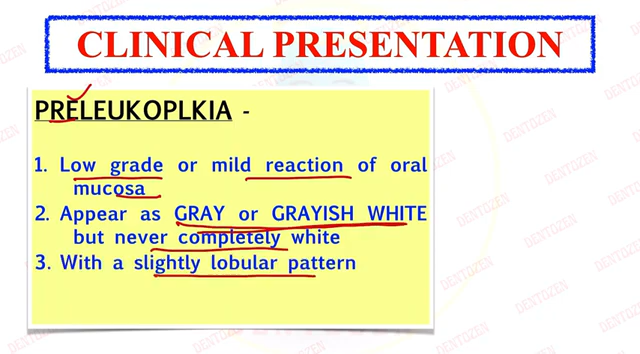 CLINICAL PRESENTATION
PRELEUKOPLKIA -
1. Low grade or mild reaction of oral
mucosa
2. Appear as GRAY or GRAYISH WHITE
but never completely white
3. With a slightly lobular pattern
DENTOZEN